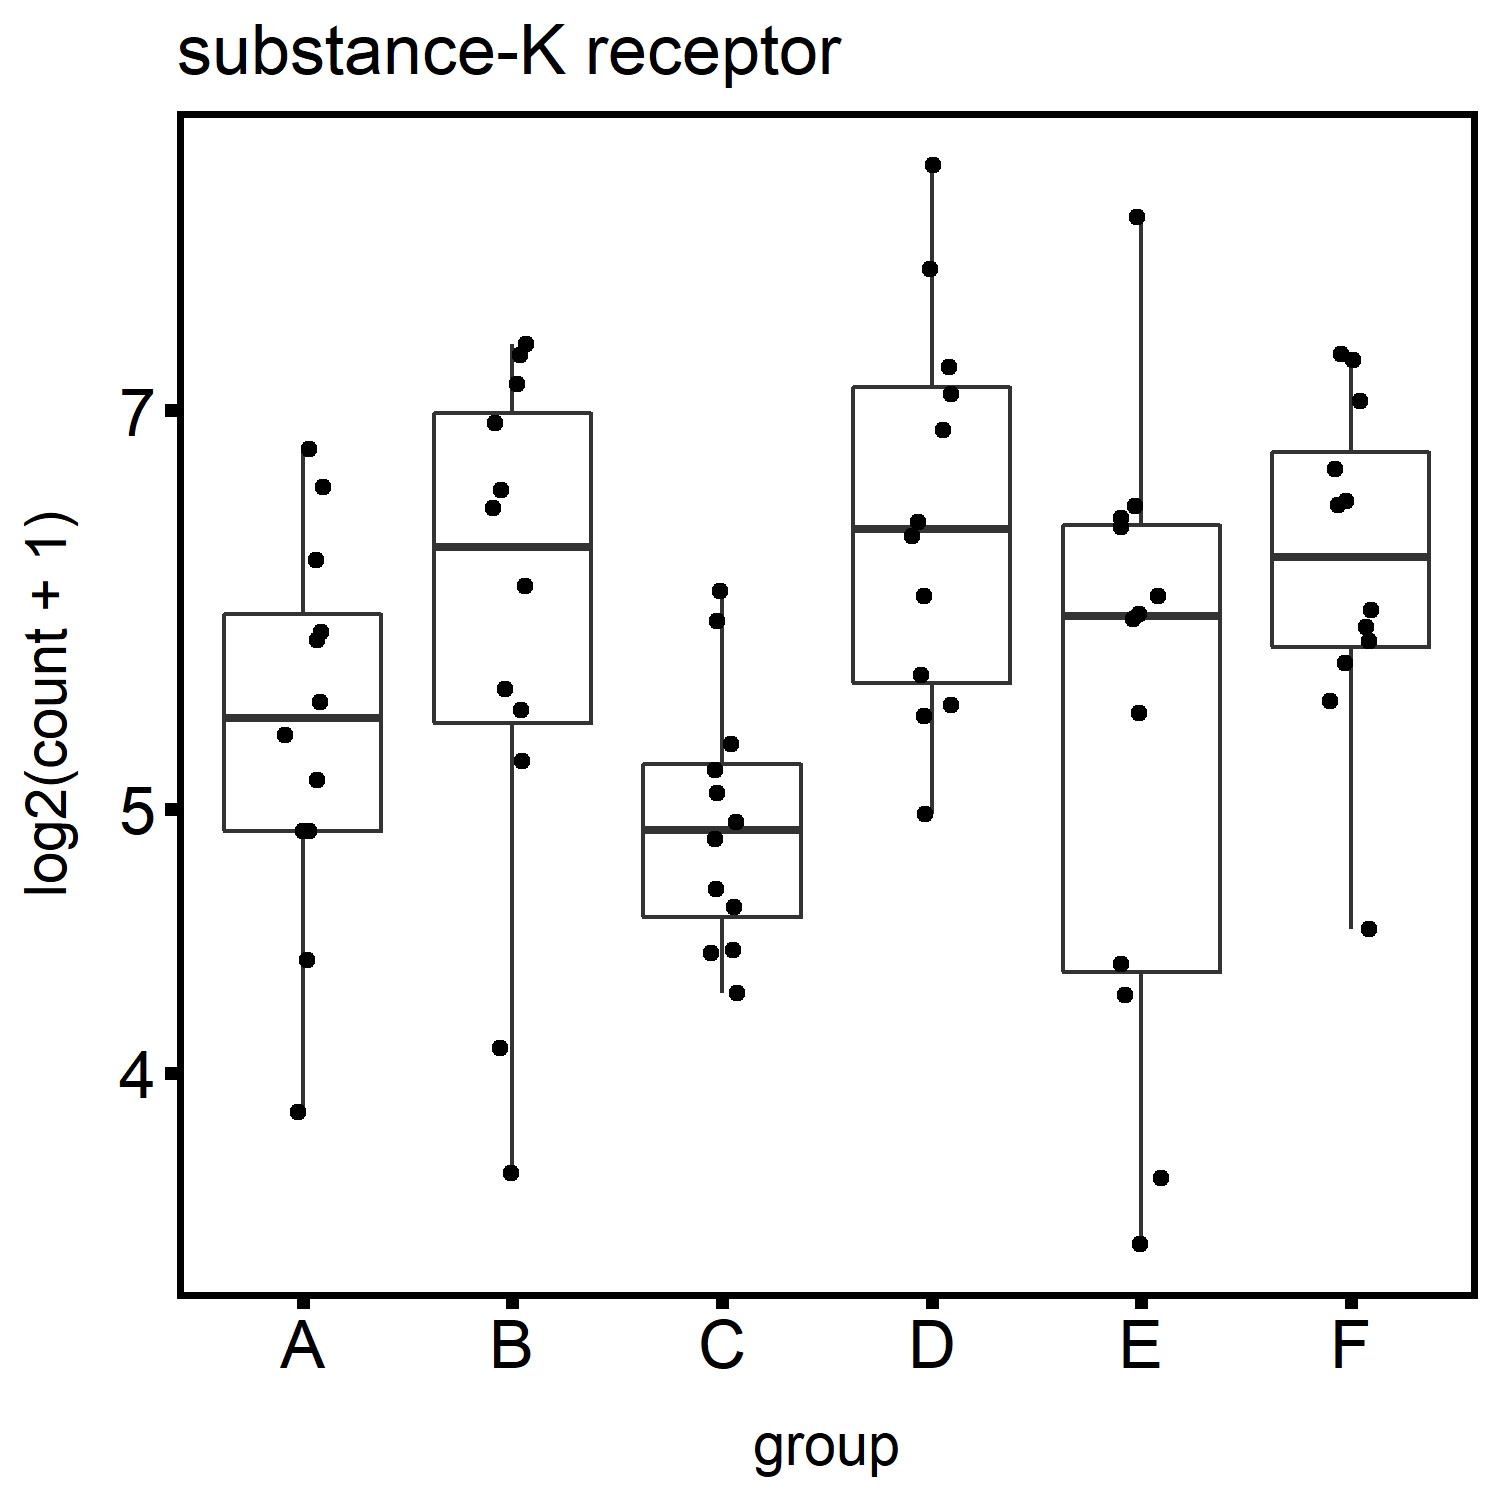 substance-K receptor
log2(count + 1)
7
5
4
A B C D E F
group